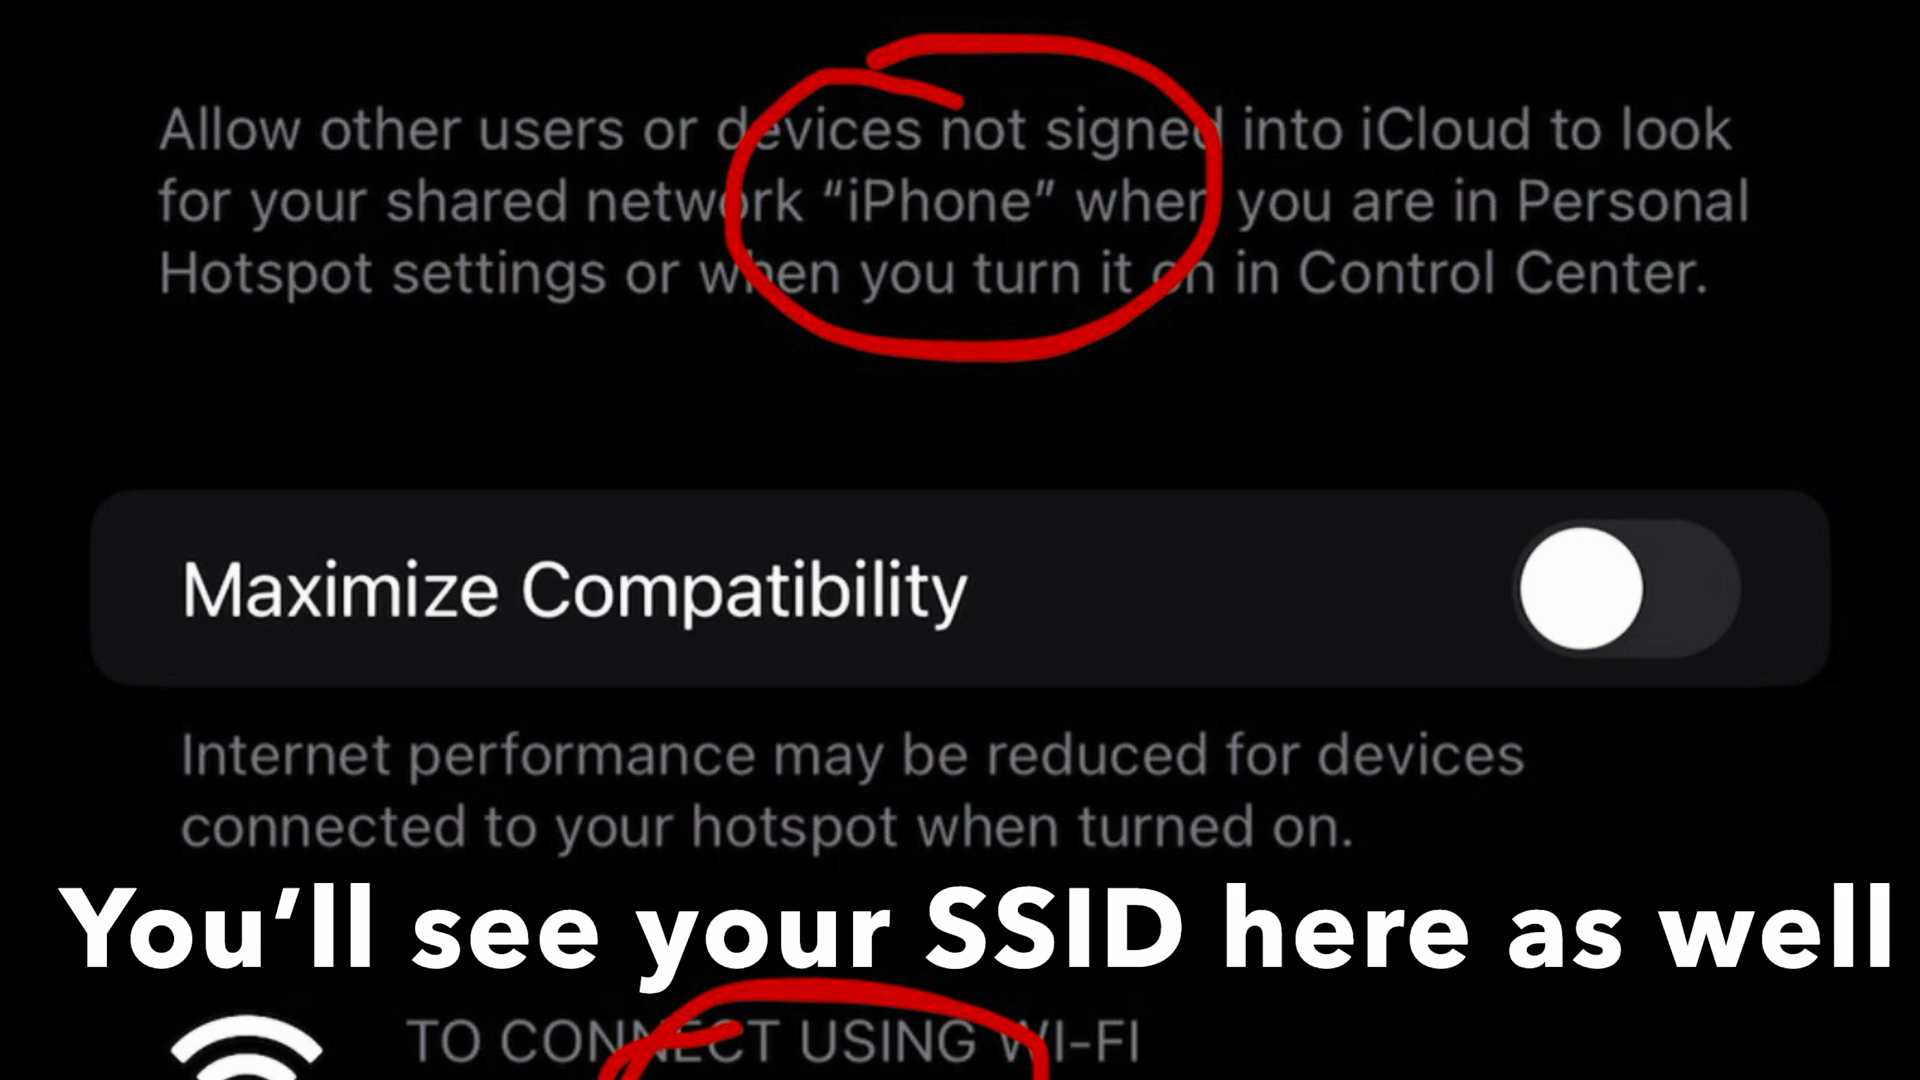 Allow other users or devices not signed into iCloud to look
for your shared network “iPhone” when you are in Personal
Hotspot settings or when you turn it on in Control Center.
Maximize Compatibility
Internet performance may be reduced for devices
connected to your hotspot when turned on.
You’ll see your SSID here as well
TO CONNECT USING WI-FI